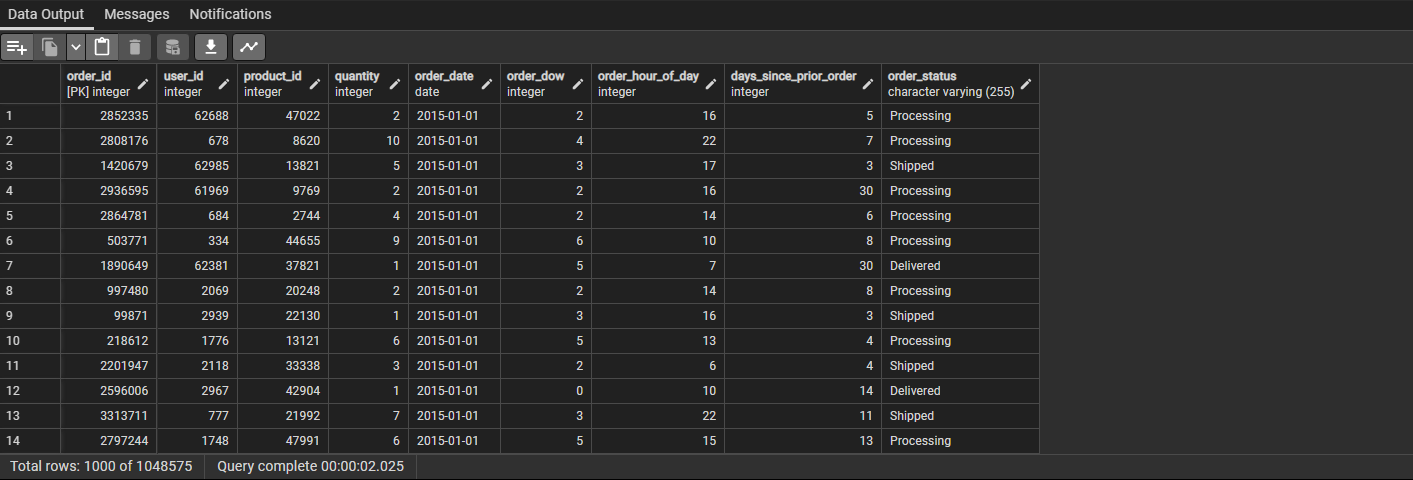 Data Output Messages Notifications
order_id user_id product_id quantity order_date order_dow order_hour_of_day days_since_prior_order order_status
[PK] integer integer integer integer date integer integer integer character varying (255)
1 2852335 62688 47022 2 2015-01-01 2 16 5 Processing
2 2808176 678 8620 10 2015-01-01 4 22 7 Processing
3 1420679 62985 13821 5 2015-01-01 3 17 3 Shipped
4 2936595 61969 9769 2 2015-01-01 2 16 30 Processing
5 2864781 684 2744 4 2015-01-01 2 14 6 Processing
6 503771 334 44655 9 2015-01-01 6 10 8 Processing
7 1890649 62381 37821 1 2015-01-01 5 7 30 Delivered
8 997480 2069 20248 2 2015-01-01 2 14 8 Processing
9 99871 2939 22130 1 2015-01-01 3 16 3 Shipped
10 218612 1776 13121 6 2015-01-01 5 13 4 Processing
11 2201947 2118 33338 3 2015-01-01 2 6 4 Shipped
12 2596006 2967 42904 1 2015-01-01 0 10 14 Delivered
13 3313711 777 21992 7 2015-01-01 3 22 11 Shipped
14 2797244 1748 47991 6 2015-01-01 5 15 13 Processing
Total rows: 1000 of 1048575 Query complete 00:00:02.025